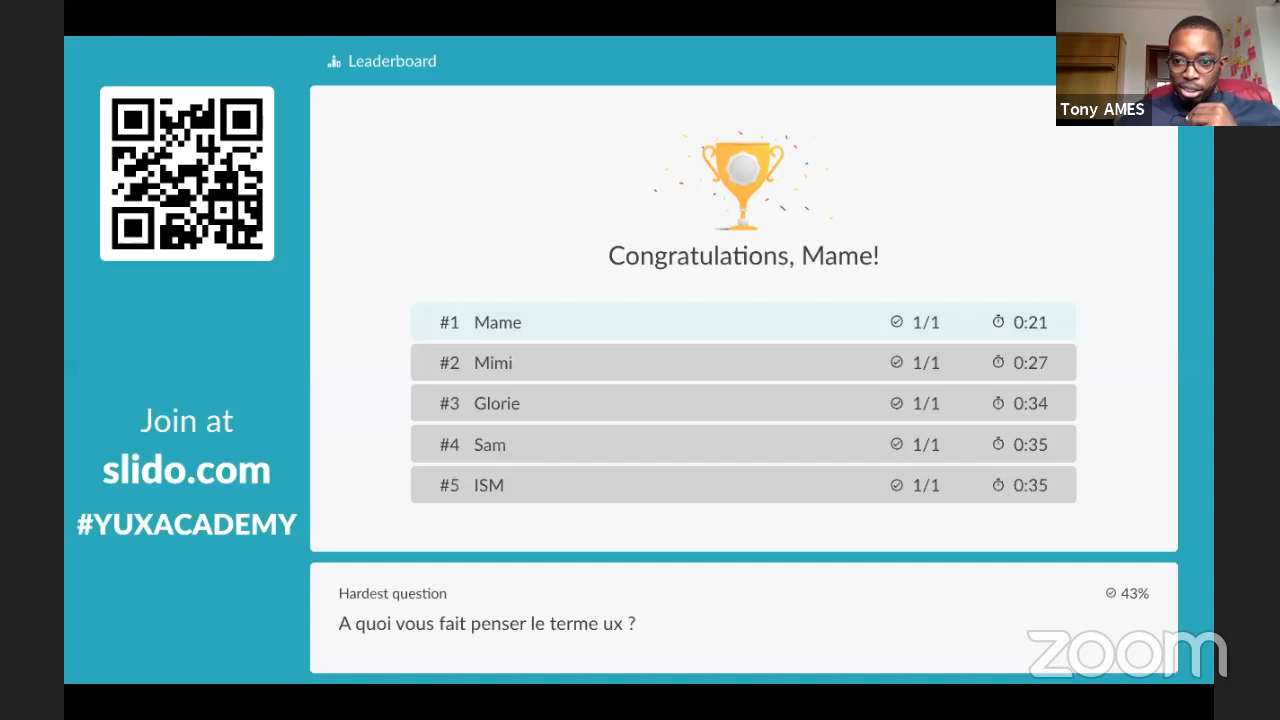 Leaderboard
Tony AMES
Congratulations, Mame!
#1 Mame 1/1 0:21
#2 Mimi 1/1 0:27
#3 Glorie 1/1 0:34
#4 Sam 1/1 0:35
#5 ISM 1/1 0:35
Join at
slido.com
#YUXACADEMY
Hardest question 43%
A quoi vous fait penser le terme ux ?
zoom